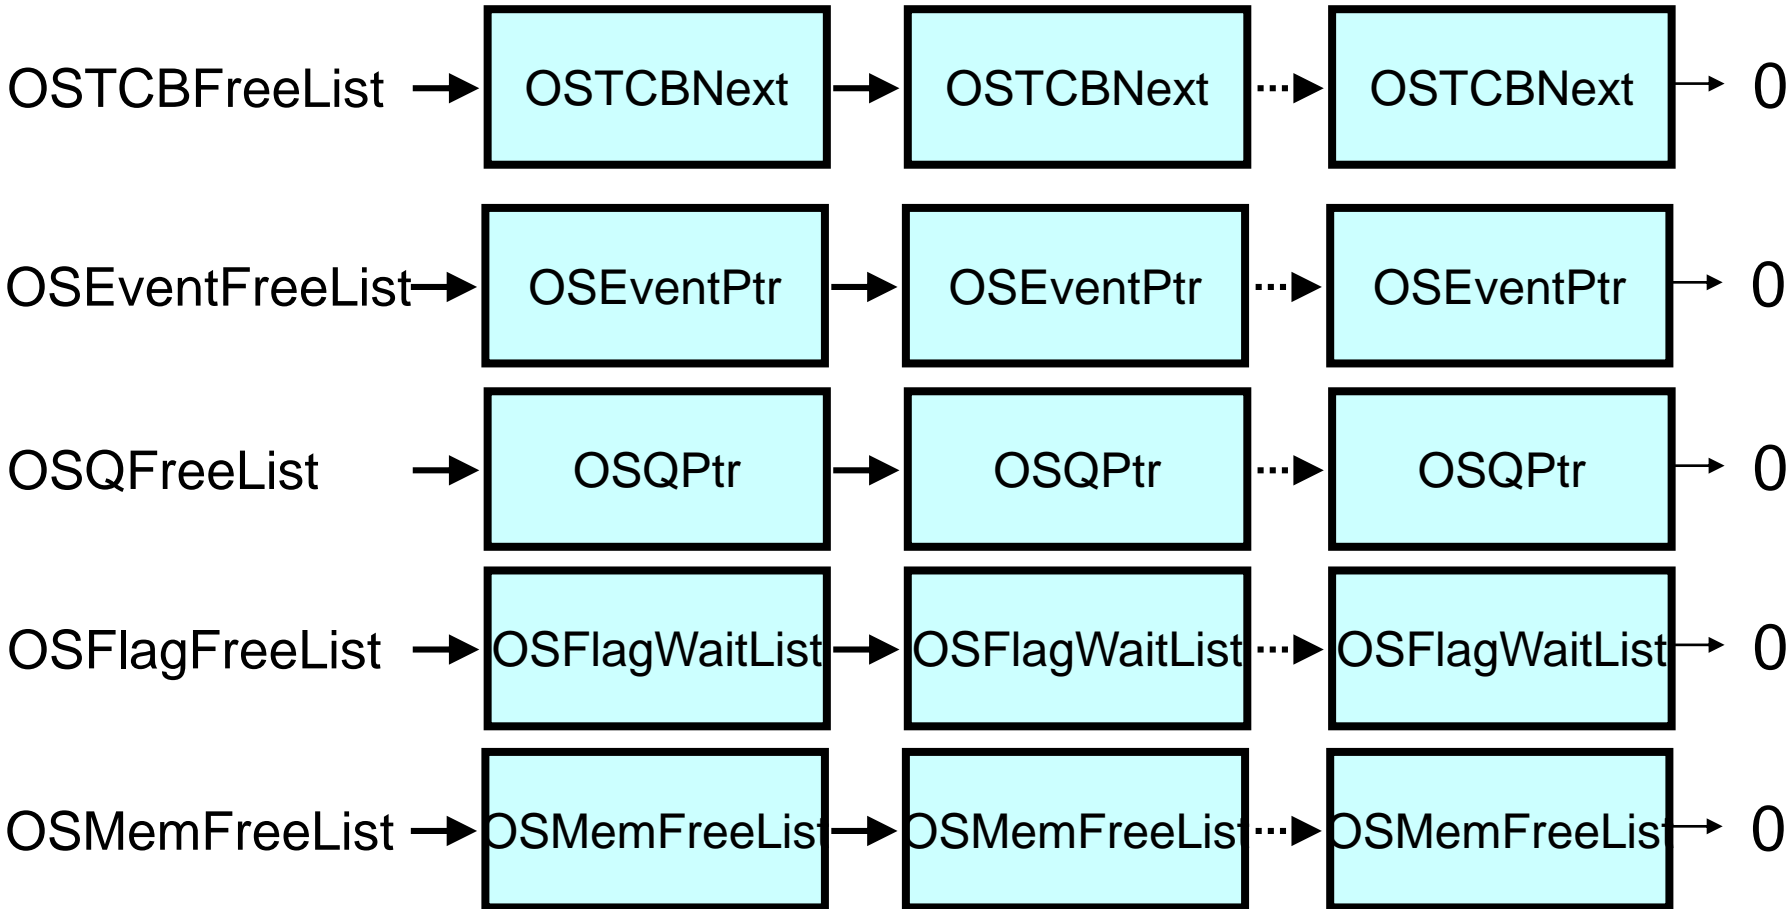 OSTCBFreeList OSTCBNext OSTCBNext OSTCBNext 0
OSEventFreeList OSEventPtr OSEventPtr OSEventPtr 0
OSQFreeList OSQPtr OSQPtr OSQPtr 0
OSFlagFreeList OSFlagWaitList OSFlagWaitList OSFlagWaitList 0
OSMemFreeList OSMemFreeList OSMemFreeList OSMemFreeList 0